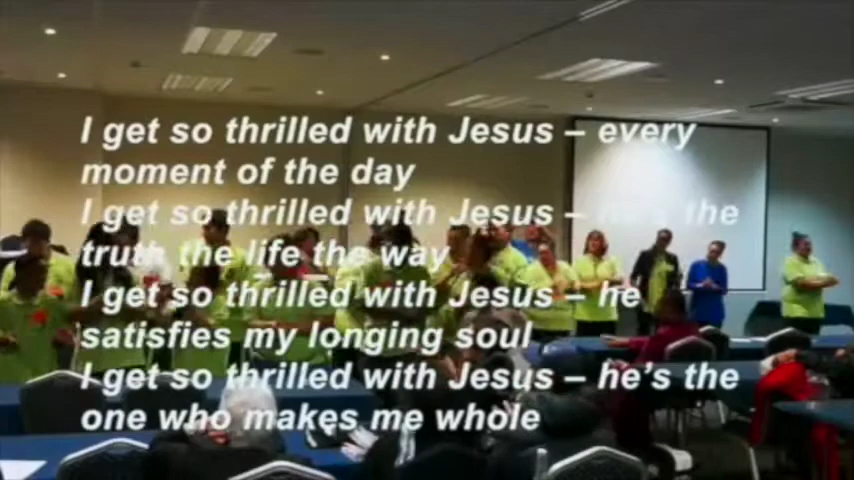 I get so thrilled with Jesus – every
moment of the day
I get so thrilled with Jesus – he's the
truth the life the way
I get so thrilled with Jesus – he
satisfies my longing soul
I get so thrilled with Jesus – he's the
one who makes me whole